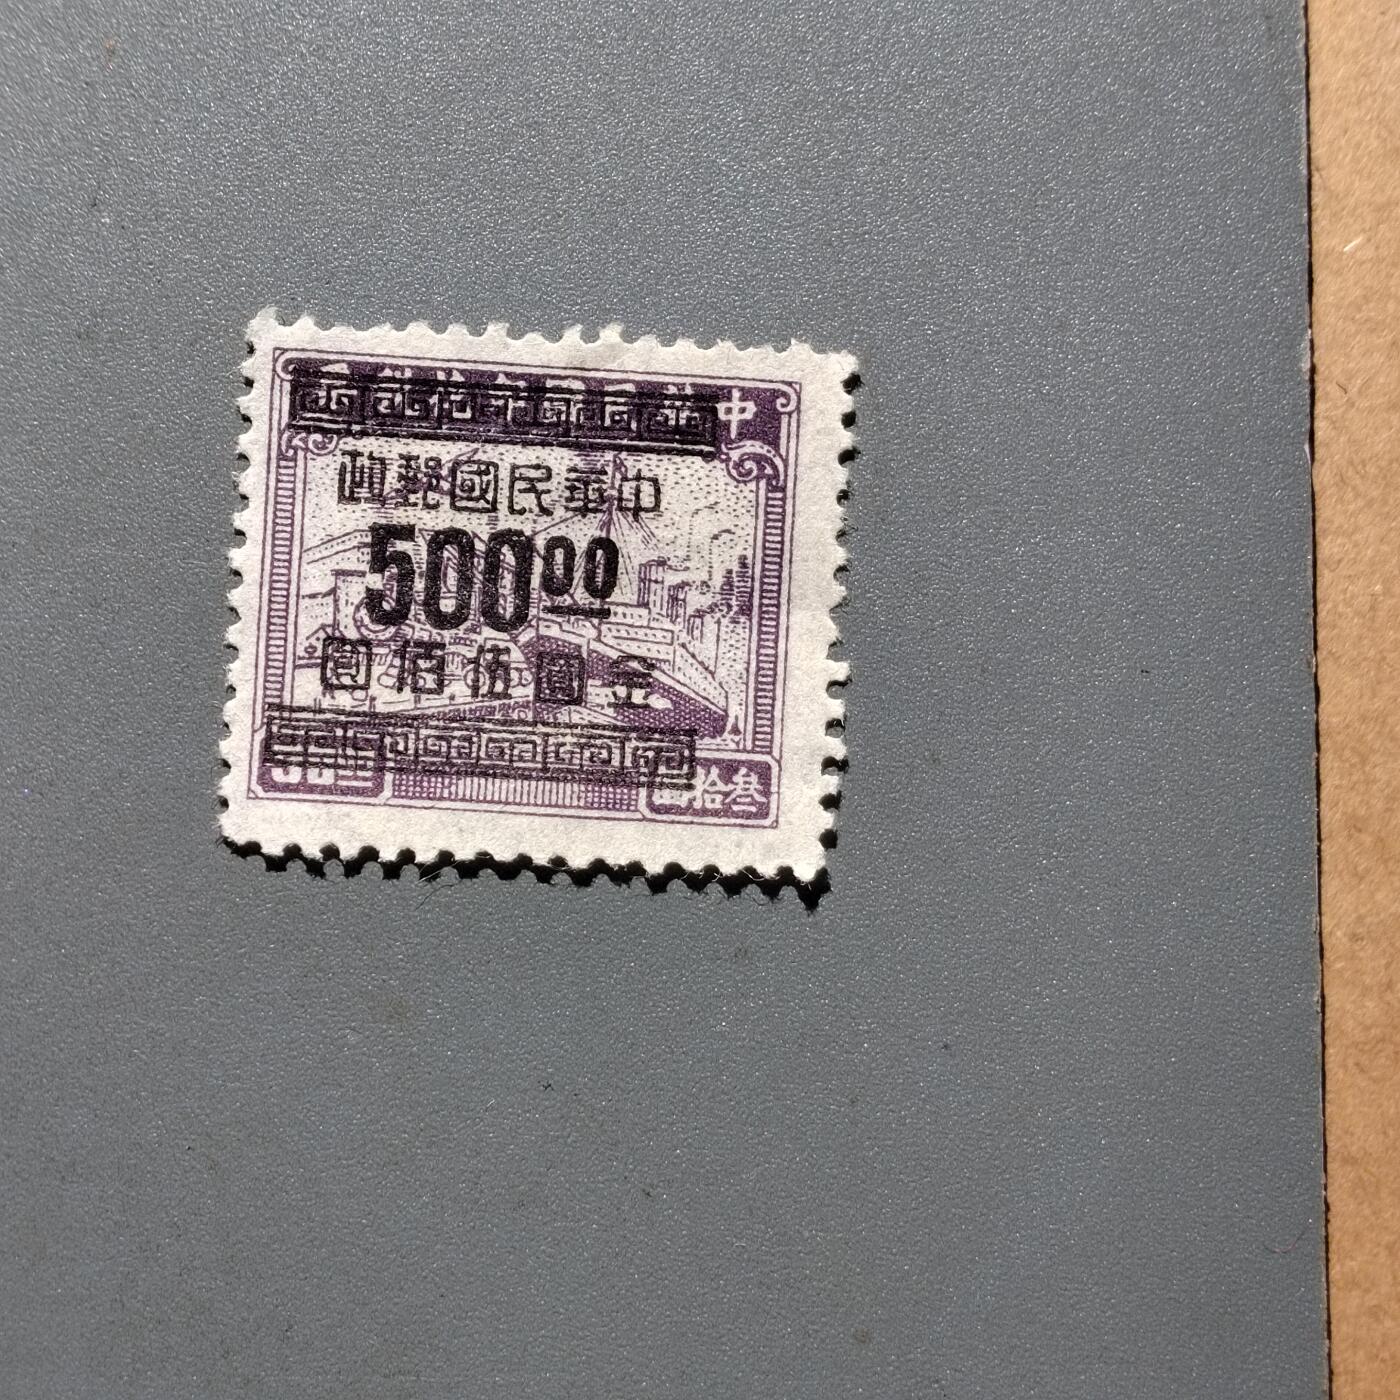 中
中華民國郵政
500.00
金圓伍佰圓
叁拾